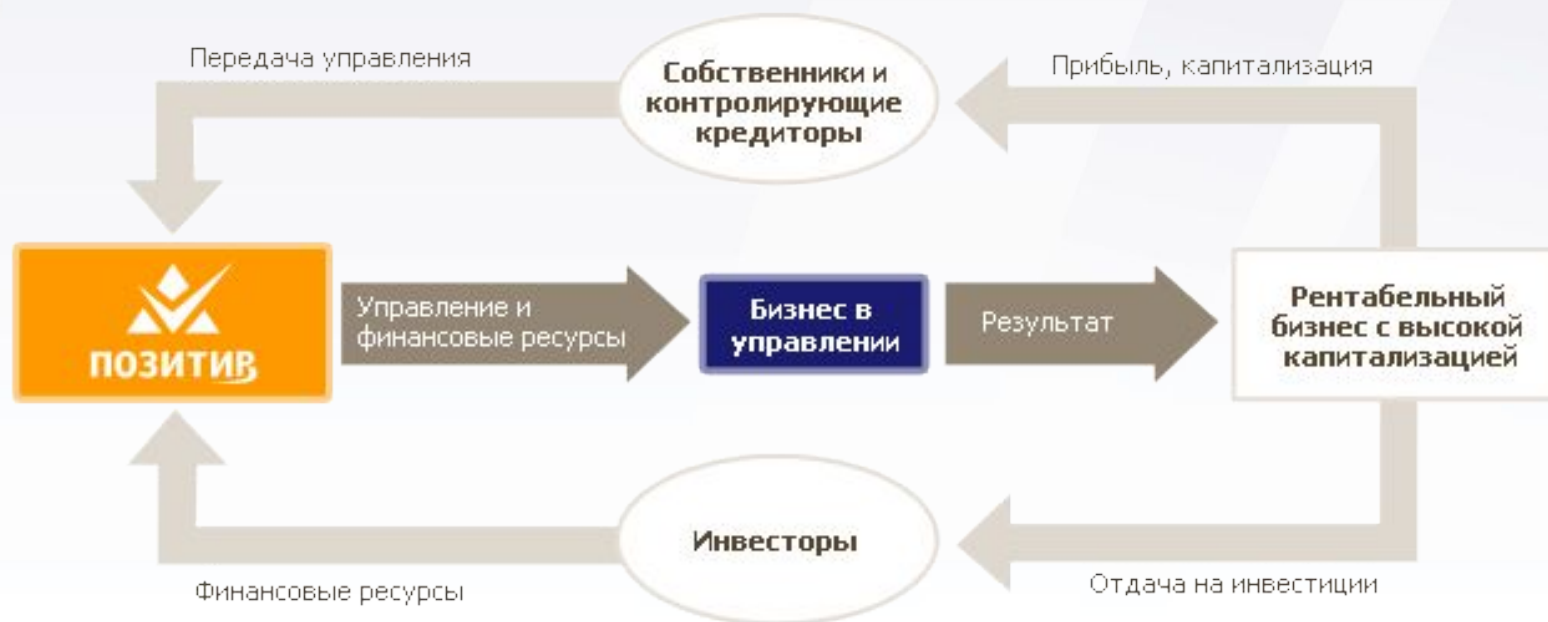 Передача управления
Собственники и
контролирующие
кредиторы
Прибыль, капитализация
ПОЗИТИВ
Управление и
финансовые ресурсы
Бизнес в
управлении
Результат
Рентабельный
бизнес с высокой
капитализацией
Инвесторы
Финансовые ресурсы
Отдача на инвестиции